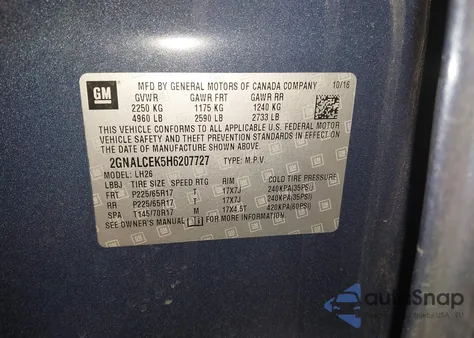 GM
MFD BY GENERAL MOTORS OF CANADA COMPANY 10/16
GVWR GAWR FRT GAWR RR
2250 KG 1175 KG 1240 KG
4960 LB 2590 LB 2733 LB
THIS VEHICLE CONFORMS TO ALL APPLICABLE U.S. FEDERAL MOTOR
VEHICLE SAFETY AND THEFT PREVENTION STANDARDS IN EFFECT ON
THE DATE OF MANUFACTURE SHOWN ABOVE.
2GNALCEK5H6207727 TYPE: M.P.V.
MODEL: LH26
LBBJ TIRE SIZE SPEED RTG RIM COLD TIRE PRESSURE
FRT P225/65R17 T 17X7J 240KPA(35PSI)
RR P225/65R17 T 17X7J 240KPA(35PSI)
SPA T145/70R17 M 17X4.5T 420KPA(60PSI)
SEE OWNER'S MANUAL FOR MORE INFORMATION.
autoSnap